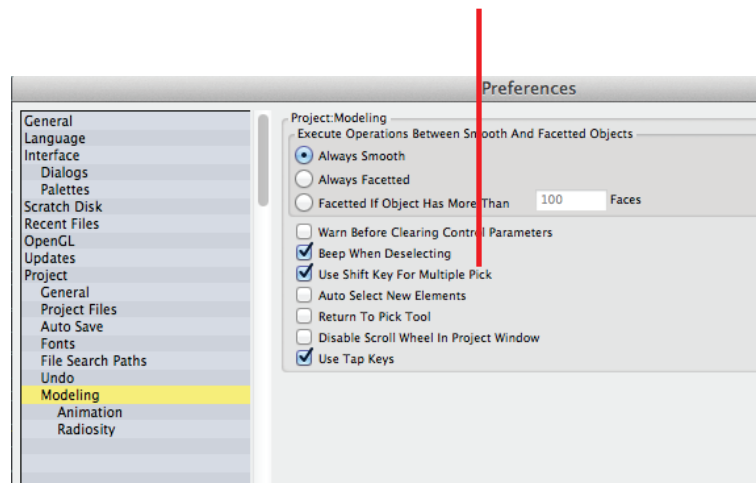 Preferences
General
Language
Interface
Dialogs
Palettes
Scratch Disk
Recent Files
OpenGL
Updates
Project
General
Project Files
Auto Save
Fonts
File Search Paths
Undo
Modeling
Animation
Radiosity
Project:Modeling
Execute Operations Between Smooth And Facetted Objects
Always Smooth
Always Facetted
Facetted If Object Has More Than 100 Faces
Warn Before Clearing Control Parameters
Beep When Deselecting
Use Shift Key For Multiple Pick
Auto Select New Elements
Return To Pick Tool
Disable Scroll Wheel In Project Window
Use Tap Keys